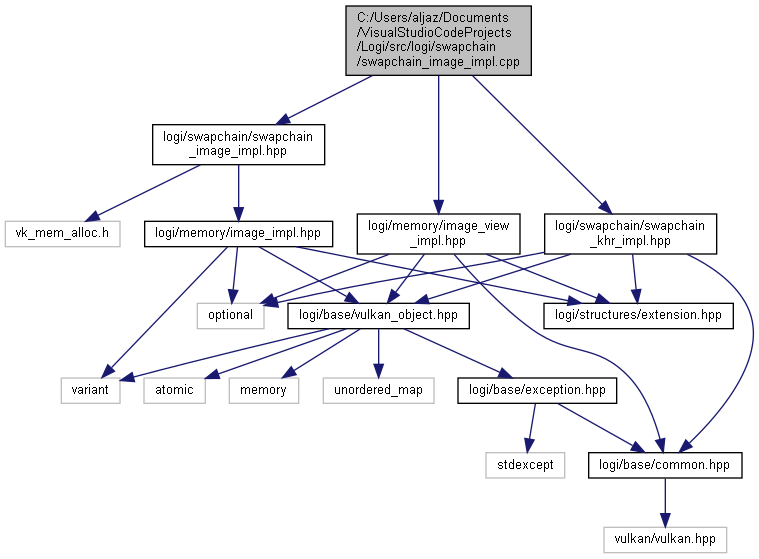 C:/Users/aljaz/Documents
/VisualStudioCodeProjects
/Logi/src/logi/swapchain
/swapchain_image_impl.cpp
logi/swapchain/swapchain
_image_impl.hpp
vk_mem_alloc.h
logi/memory/image_impl.hpp
logi/memory/image_view
_impl.hpp
logi/swapchain/swapchain
_khr_impl.hpp
optional
logi/base/vulkan_object.hpp
logi/structures/extension.hpp
variant
atomic
memory
unordered_map
logi/base/exception.hpp
stdexcept
logi/base/common.hpp
vulkan/vulkan.hpp